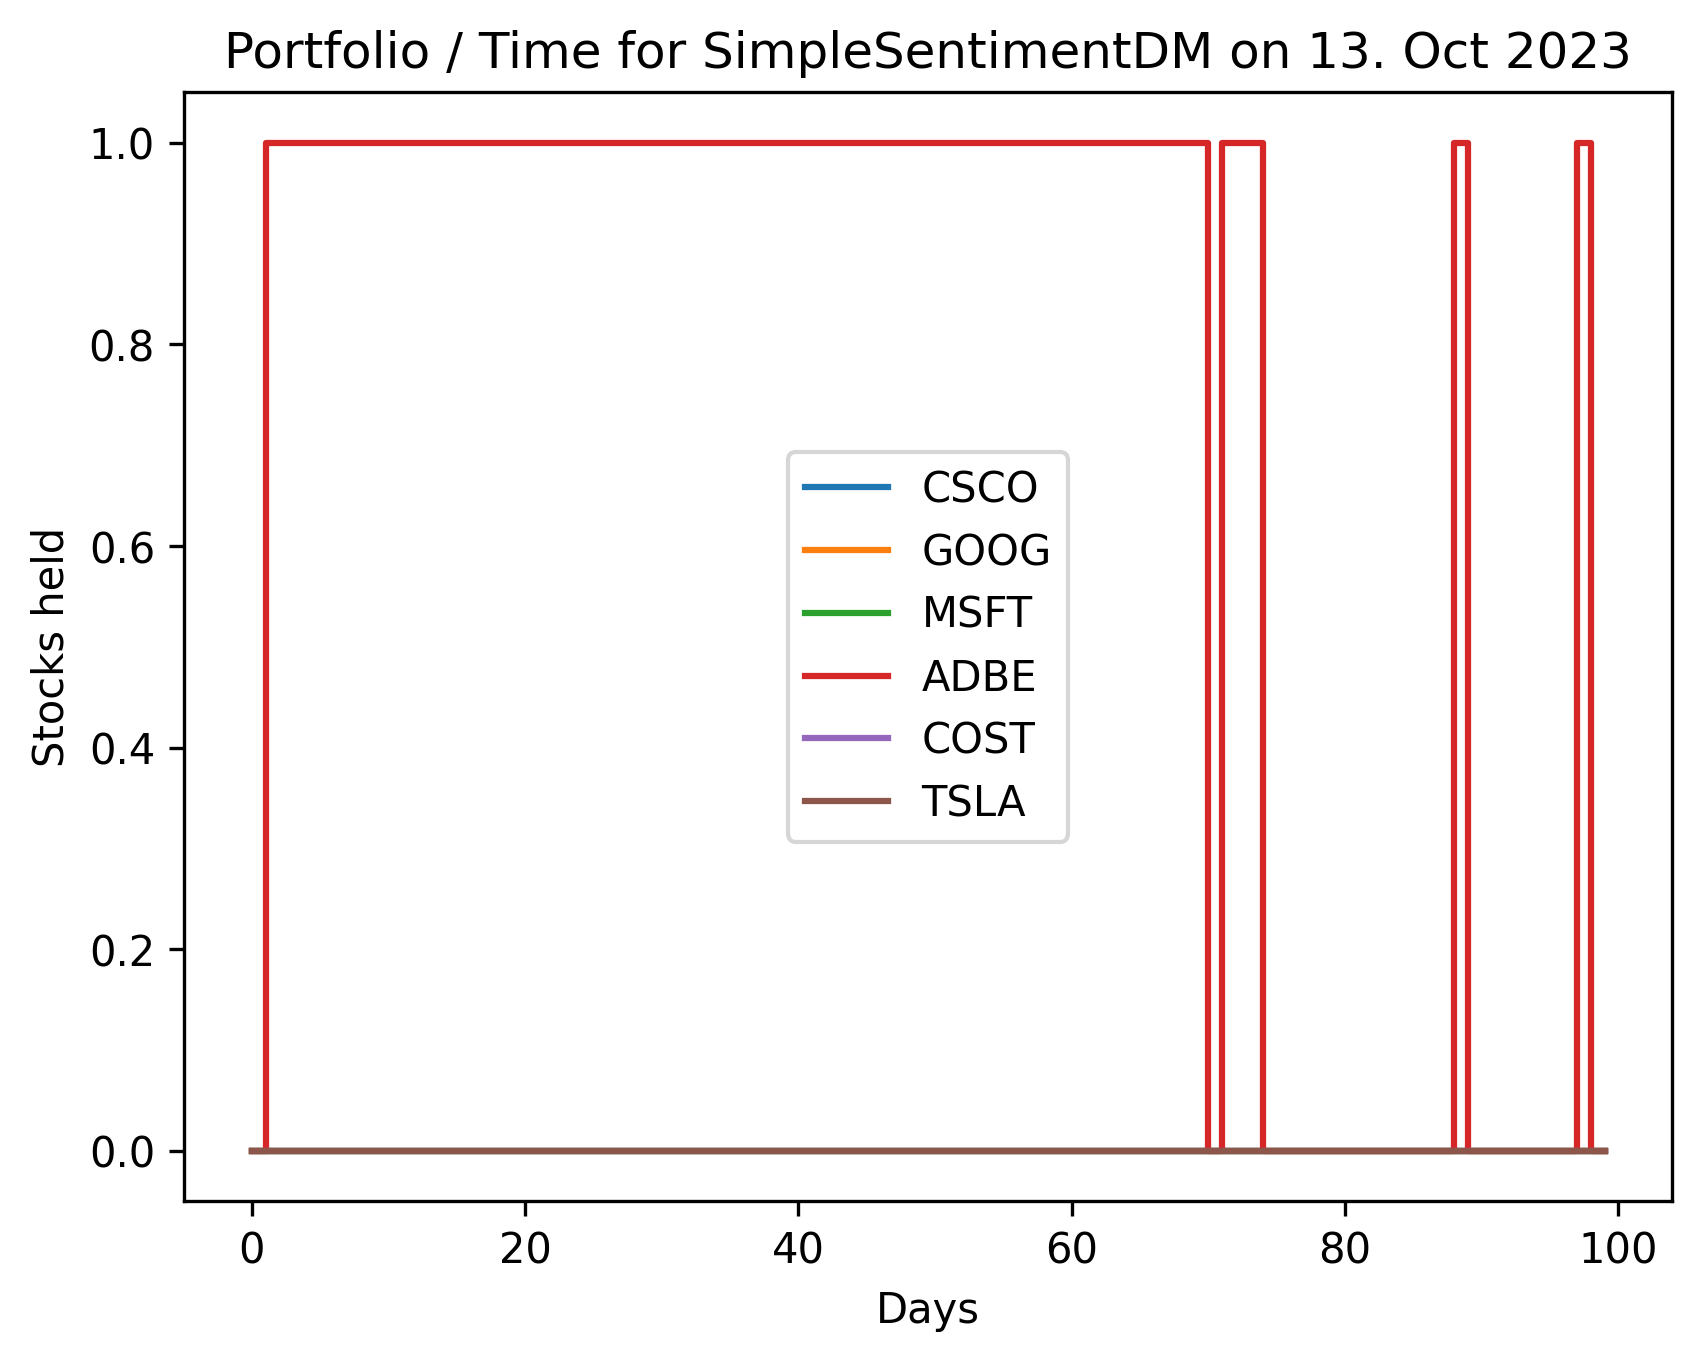 Portfolio / Time for SimpleSentimentDM on 13. Oct 2023
1.0
0.8
0.6
0.4
0.2
0.0
Stocks held
CSCO
GOOG
MSFT
ADBE
COST
TSLA
0 20 40 60 80 100
Days